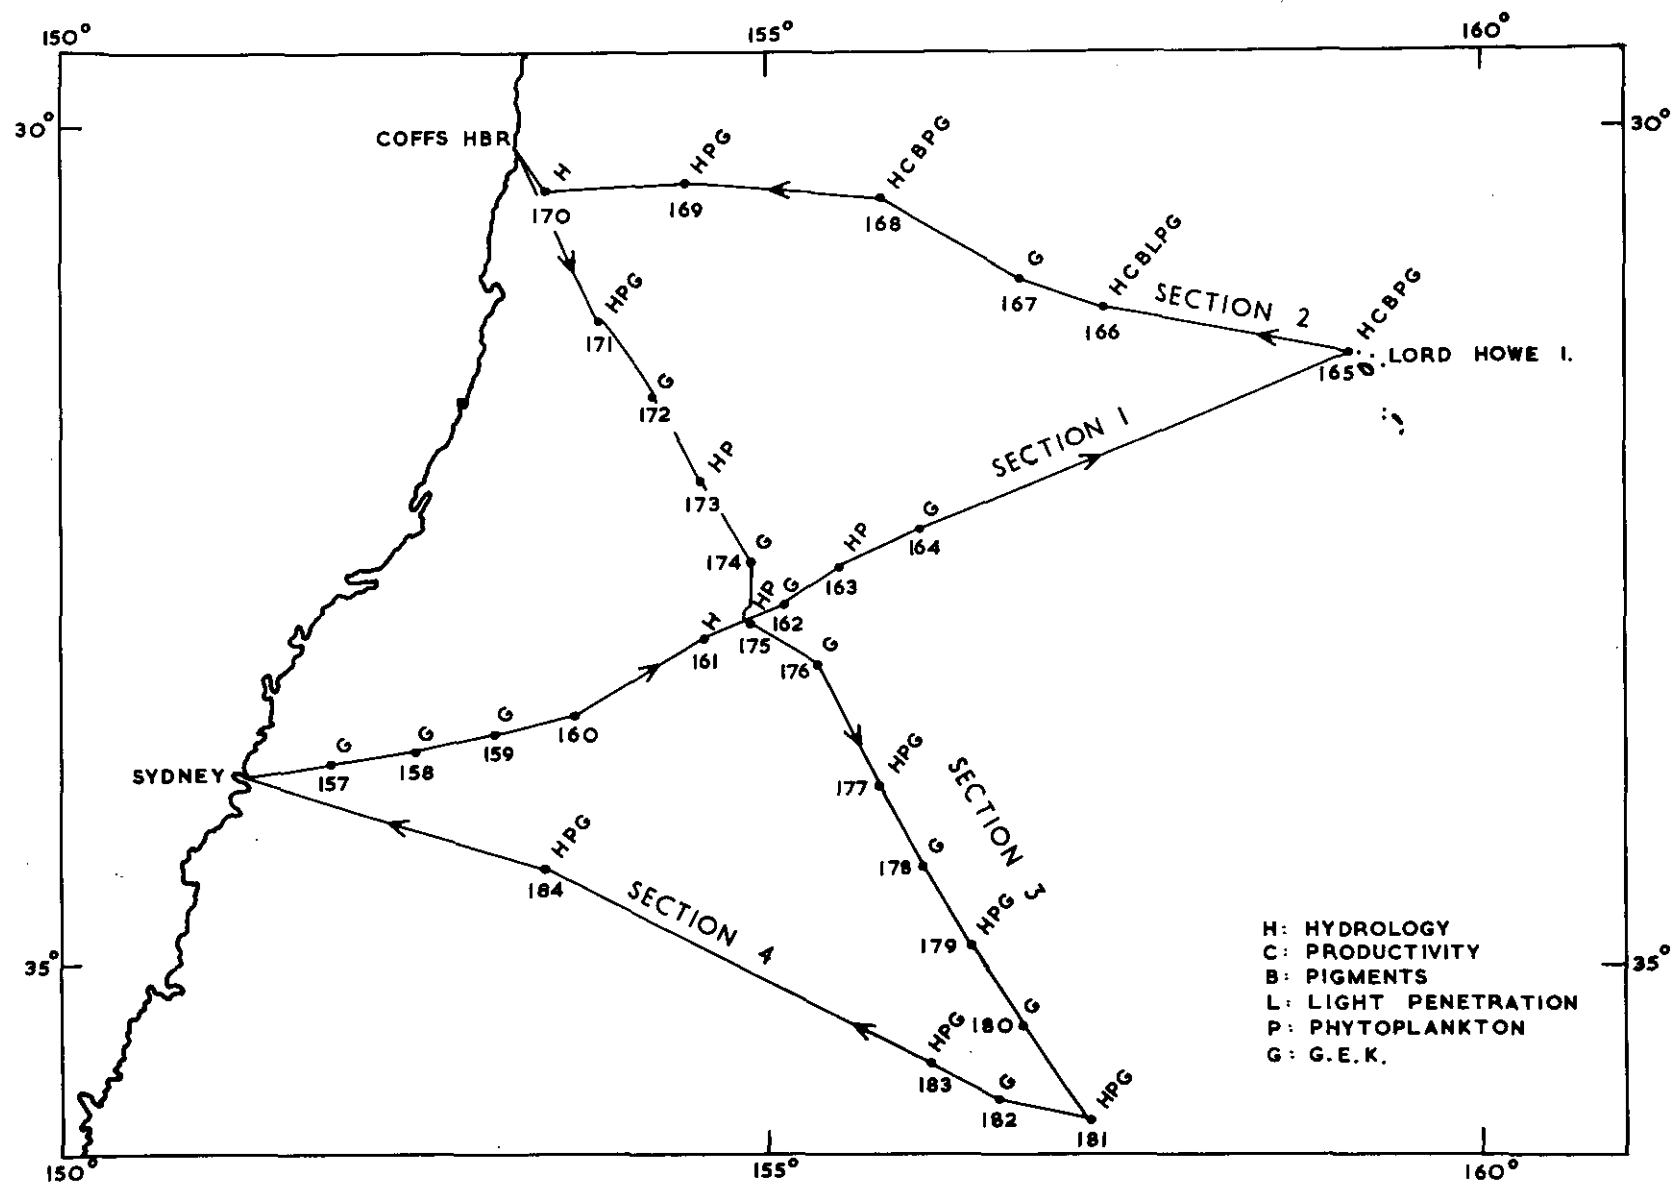 150°
155°
160°
30°
30°
COFFS HBR
H
170
HPG
169
HCBPG
168
G
167
HCBLPG
166
SECTION 2
HCBPG
165
LORD HOWE I.
HPG
171
G
172
HP
173
G
174
HP
175
G
162
HP
163
G
164
SECTION 1
H
161
G
176
160
G
159
G
158
G
157
SYDNEY
HPG
177
SECTION 3
G
178
HPG
179
G
180
HPG
181
G
182
HPG
183
SECTION 4
HPG
184
35°
35°
H: HYDROLOGY
C: PRODUCTIVITY
B: PIGMENTS
L: LIGHT PENETRATION
P: PHYTOPLANKTON
G: G.E.K.
150°
155°
160°